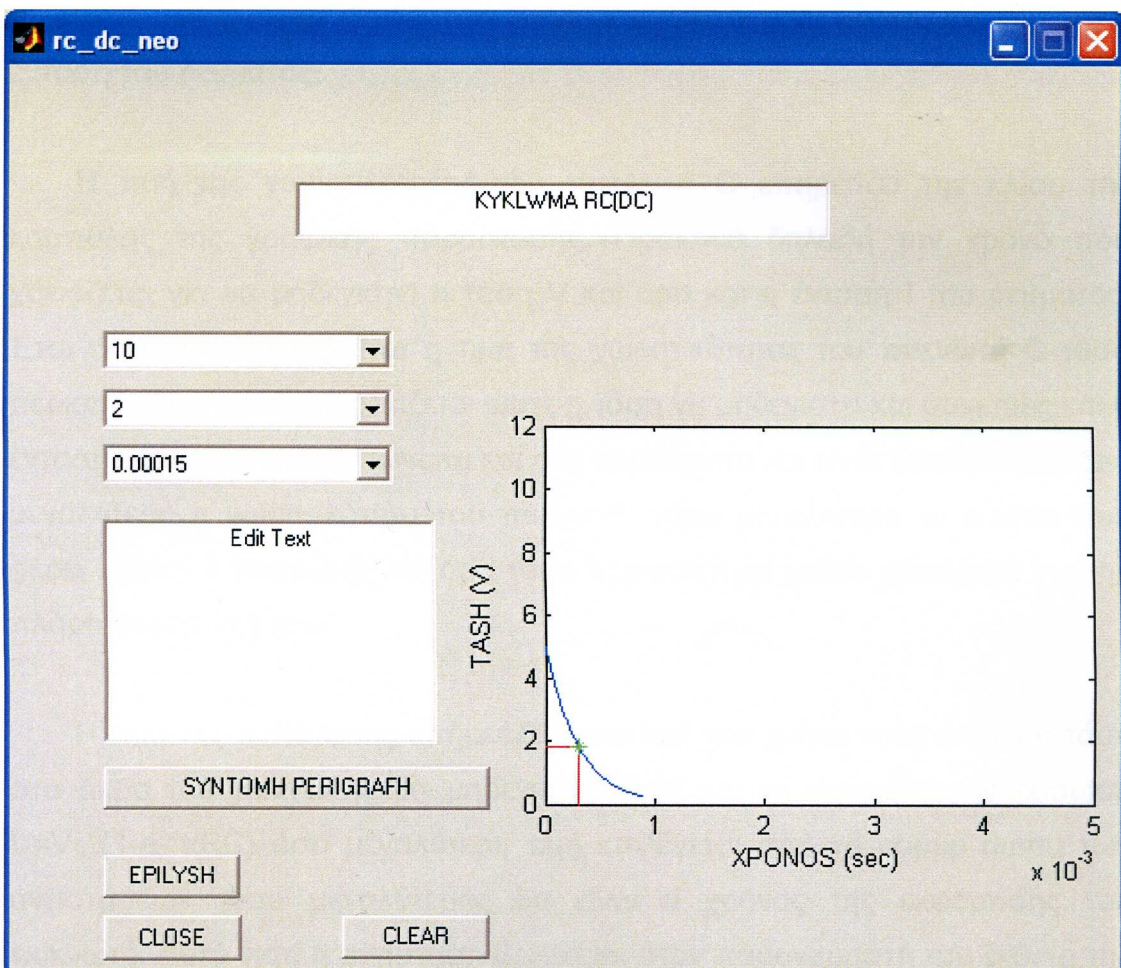 rc_dc_neo
KYKLWMA RC(DC)
10
2
0.00015
Edit Text
SYNTOMH PERIGRAFH
EPILYSH
CLOSE
CLEAR
12
10
8
6
4
2
0
TASH (V)
0 1 2 3 4 5
XPONOS (sec)
x 10^-3